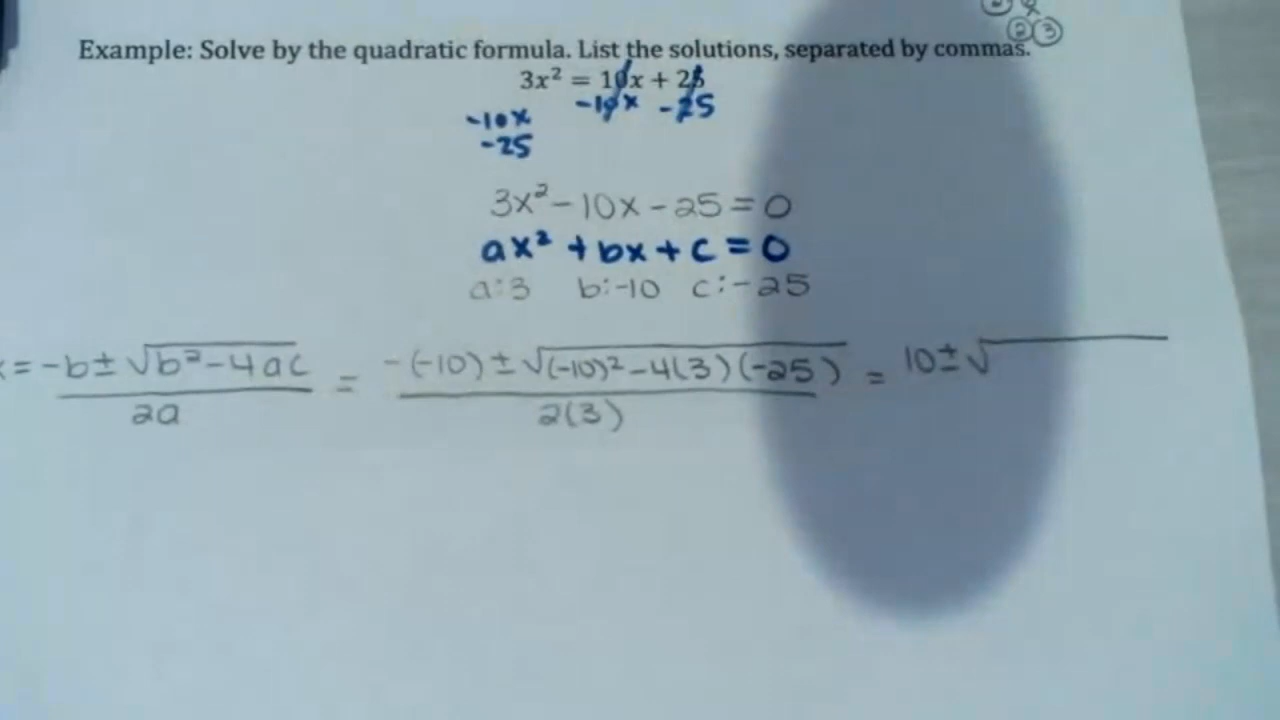 ② ③
Example: Solve by the quadratic formula. List the solutions, separated by commas.
3x² = 10x + 25
-10x -25
-10x
-25
3x² - 10x - 25 = 0
ax² + bx + c = 0
a:3 b:-10 c:-25
x = -b ± √b² - 4ac / 2a = -(-10) ± √(-10)² - 4(3)(-25) / 2(3) = 10 ± √